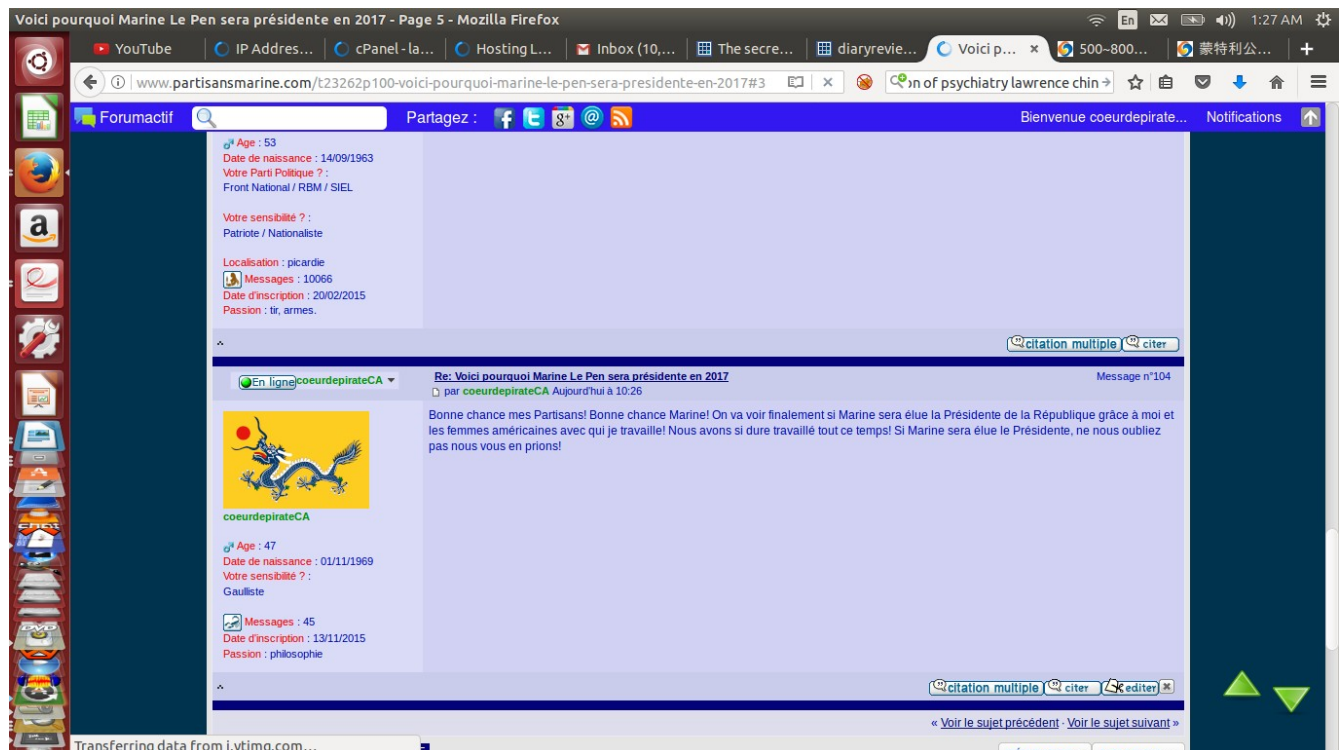 Voici pourquoi Marine Le Pen sera présidente en 2017 - Page 5 - Mozilla Firefox
En
1:27 AM
YouTube
IP Addres...
cPanel - la...
Hosting L...
Inbox (10,...
The secre...
diaryrevie...
Voici p...
500~800...
蒙特利公...
www.partisansmarine.com/t23262p100-voici-pourquoi-marine-le-pen-sera-presidente-en-2017#3
on of psychiatry lawrence chin
Forumactif
Partagez :
Bienvenue coeurdepirate...
Notifications
Age : 53
Date de naissance : 14/09/1963
Votre Parti Politique ? :
Front National / RBM / SIEL
Votre sensibilité ? :
Patriote / Nationaliste
Localisation : picardie
Messages : 10066
Date d'inscription : 20/02/2015
Passion : tir, armes.
citation multiple
citer
En ligne
coeurdepirateCA
Re: Voici pourquoi Marine Le Pen sera présidente en 2017
Message n°104
par coeurdepirateCA Aujourd'hui à 10:26
Bonne chance mes Partisans! Bonne chance Marine! On va voir finalement si Marine sera élue la Présidente de la République grâce à moi et
les femmes américaines avec qui je travaille! Nous avons si dure travaillé tout ce temps! Si Marine sera élue le Présidente, ne nous oubliez
pas nous vous en prions!
coeurdepirateCA
Age : 47
Date de naissance : 01/11/1969
Votre sensibilité ? :
Gaulliste
Messages : 45
Date d'inscription : 13/11/2015
Passion : philosophie
citation multiple
citer
editer
« Voir le sujet précédent - Voir le sujet suivant »
Transferring data from i.ytimg.com...